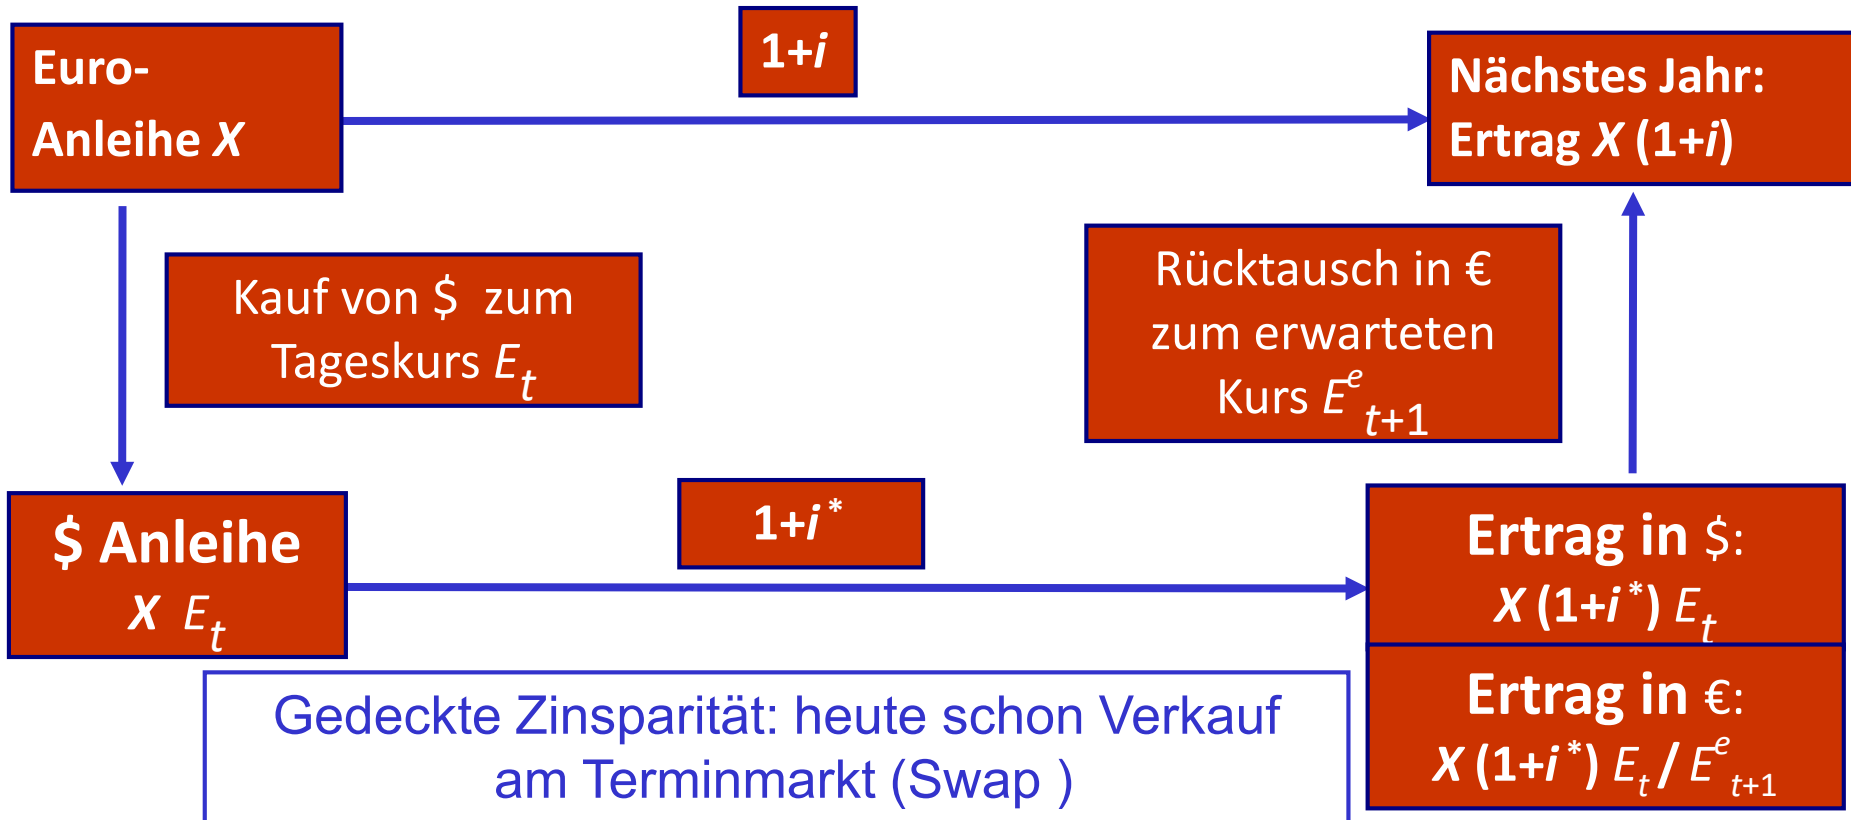 Euro-
Anleihe X
1+i
Nächstes Jahr:
Ertrag X (1+i)
Kauf von $ zum
Tageskurs E_t
Rücktausch in €
zum erwarteten
Kurs E^e_{t+1}
$ Anleihe
X E_t
1+i*
Ertrag in $:
X (1+i*) E_t
Ertrag in €:
X (1+i*) E_t / E^e_{t+1}
Gedeckte Zinsparität: heute schon Verkauf
am Terminmarkt (Swap )